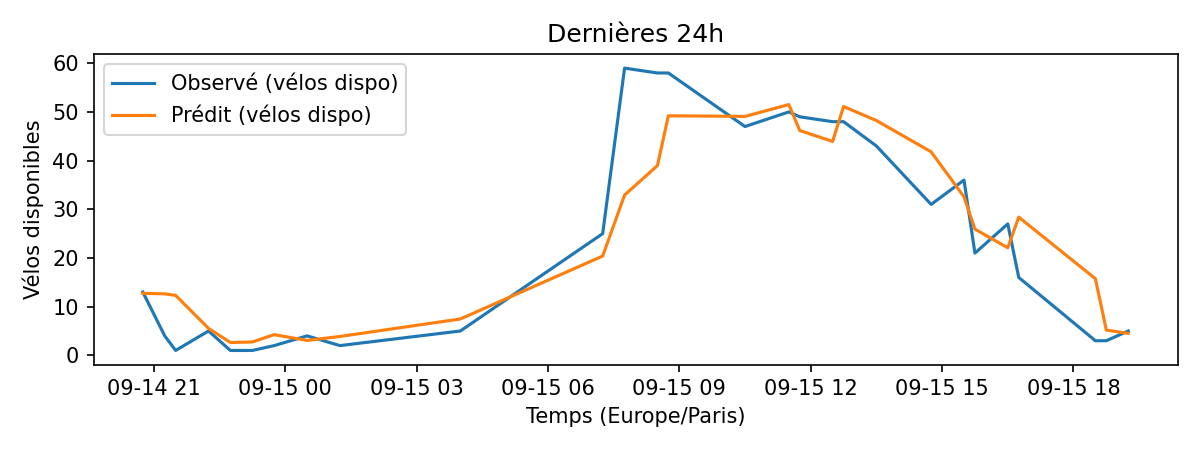 Dernières 24h
Observé (vélos dispo)
Prédit (vélos dispo)
Vélos disponibles
60
50
40
30
20
10
0
09-14 21 09-15 00 09-15 03 09-15 06 09-15 09 09-15 12 09-15 15 09-15 18
Temps (Europe/Paris)